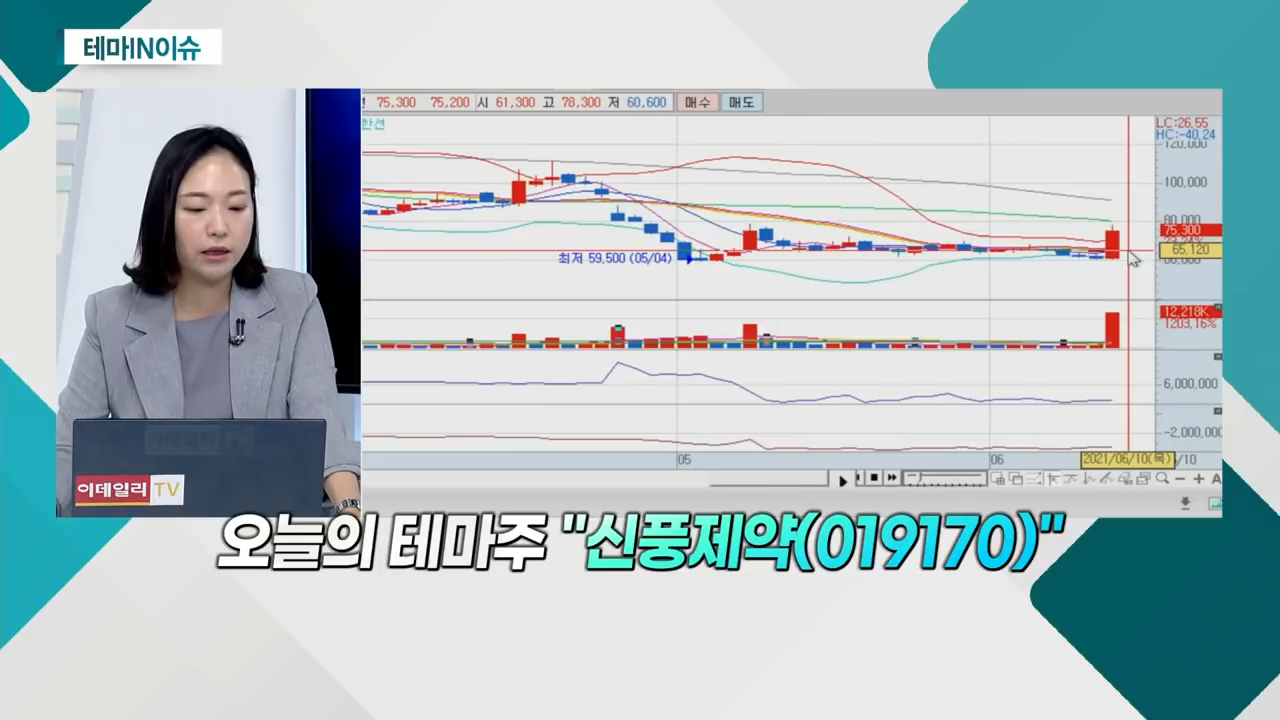 테마IN이슈
75,300 75,200 시 61,300 고 78,300 저 60,600 매수 매도
LC:26.55
HC:-40.24
120,000
100,000
80,000
75,300
65,120
60,000
최저 59,500 (05/04)
12,218K
1203.16%
6,000,000
-2,000,000
05 06 2021/06/10(목) /10
이데일리TV
오늘의 테마주 "신풍제약(019170)"